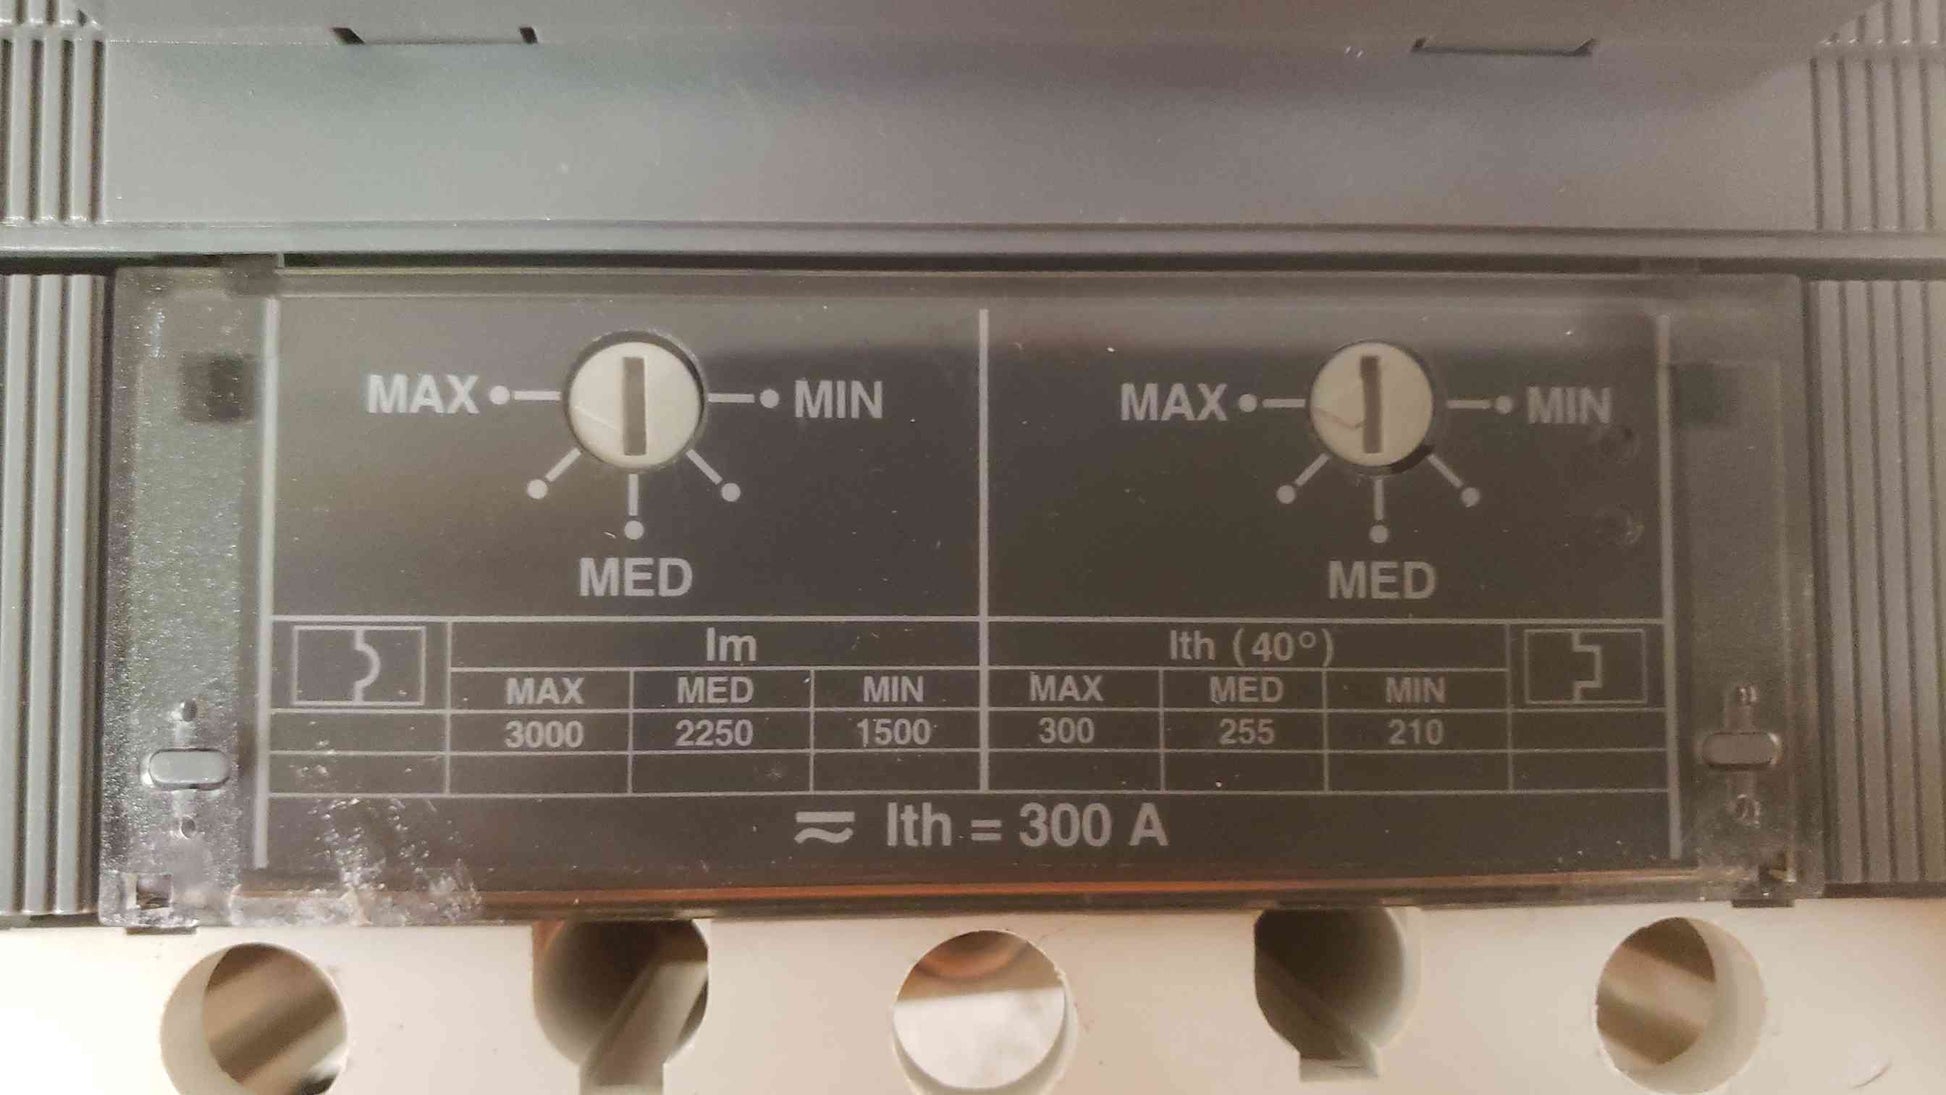 MAX MIN MAX MIN
MED MED
Im Ith (40°)
MAX MED MIN MAX MED MIN
3000 2250 1500 300 255 210
Ith = 300 A